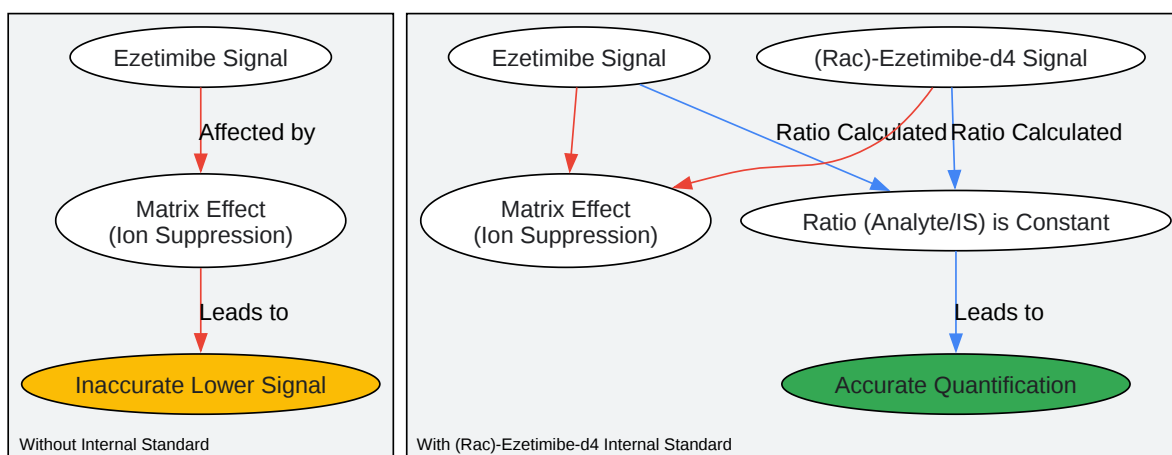 Ezetimibe Signal
Affected by
Matrix Effect
(Ion Suppression)
Leads to
Inaccurate Lower Signal
Without Internal Standard
Ezetimibe Signal
(Rac)-Ezetimibe-d4 Signal
Ratio Calculated
Ratio Calculated
Matrix Effect
(Ion Suppression)
Ratio (Analyte/IS) is Constant
Leads to
Accurate Quantification
With (Rac)-Ezetimibe-d4 Internal Standard